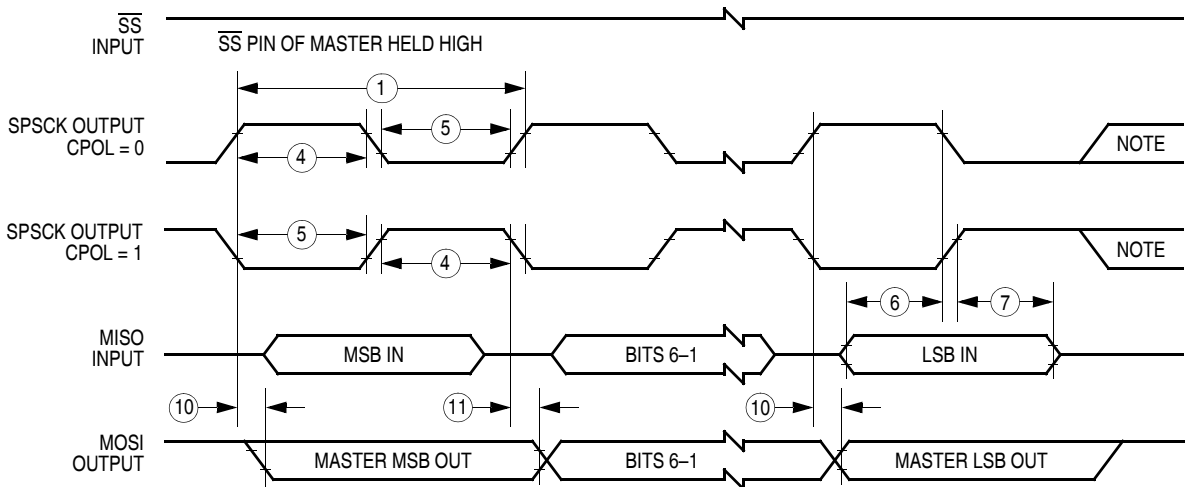 SS
INPUT
SS PIN OF MASTER HELD HIGH
1
SPSCK OUTPUT
CPOL = 0
5
4
NOTE
SPSCK OUTPUT
CPOL = 1
5
4
NOTE
6
7
MISO
INPUT
MSB IN
BITS 6–1
LSB IN
10
11
10
MOSI
OUTPUT
MASTER MSB OUT
BITS 6–1
MASTER LSB OUT